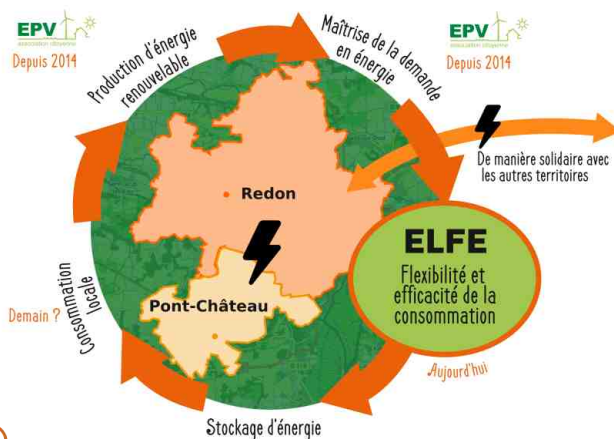 EPV
association citoyenne
Depuis 2014
Production d'énergie
renouvelable
Maîtrise de la demande
en énergie
EPV
association citoyenne
Depuis 2014
De manière solidaire avec
les autres territoires
Redon
ELFE
Flexibilité et
efficacité de la
consommation
Pont-Château
Consommation
locale
Demain ?
Aujourd'hui
Stockage d'énergie